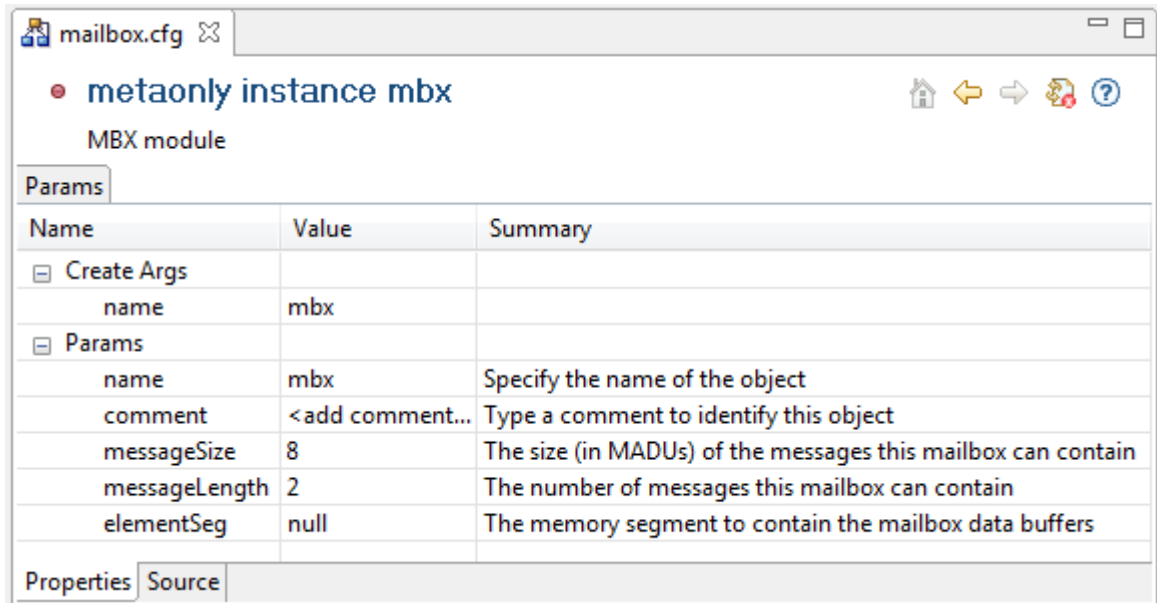 mailbox.cfg
metaonly instance mbx
MBX module
Params
Name Value Summary
Create Args
name mbx
Params
name mbx Specify the name of the object
comment <add comment... Type a comment to identify this object
messageSize 8 The size (in MADUs) of the messages this mailbox can contain
messageLength 2 The number of messages this mailbox can contain
elementSeg null The memory segment to contain the mailbox data buffers
Properties Source